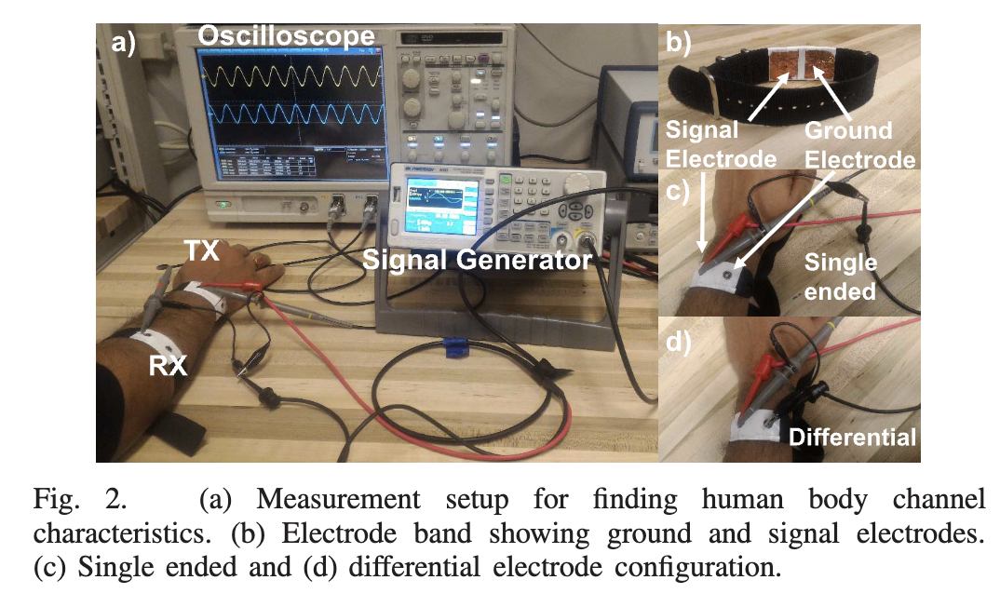 a)
Oscilloscope
TX
RX
Signal Generator
b)
Signal
Electrode
Ground
Electrode
c)
Single
ended
d)
Differential
Fig. 2. (a) Measurement setup for finding human body channel
characteristics. (b) Electrode band showing ground and signal electrodes.
(c) Single ended and (d) differential electrode configuration.